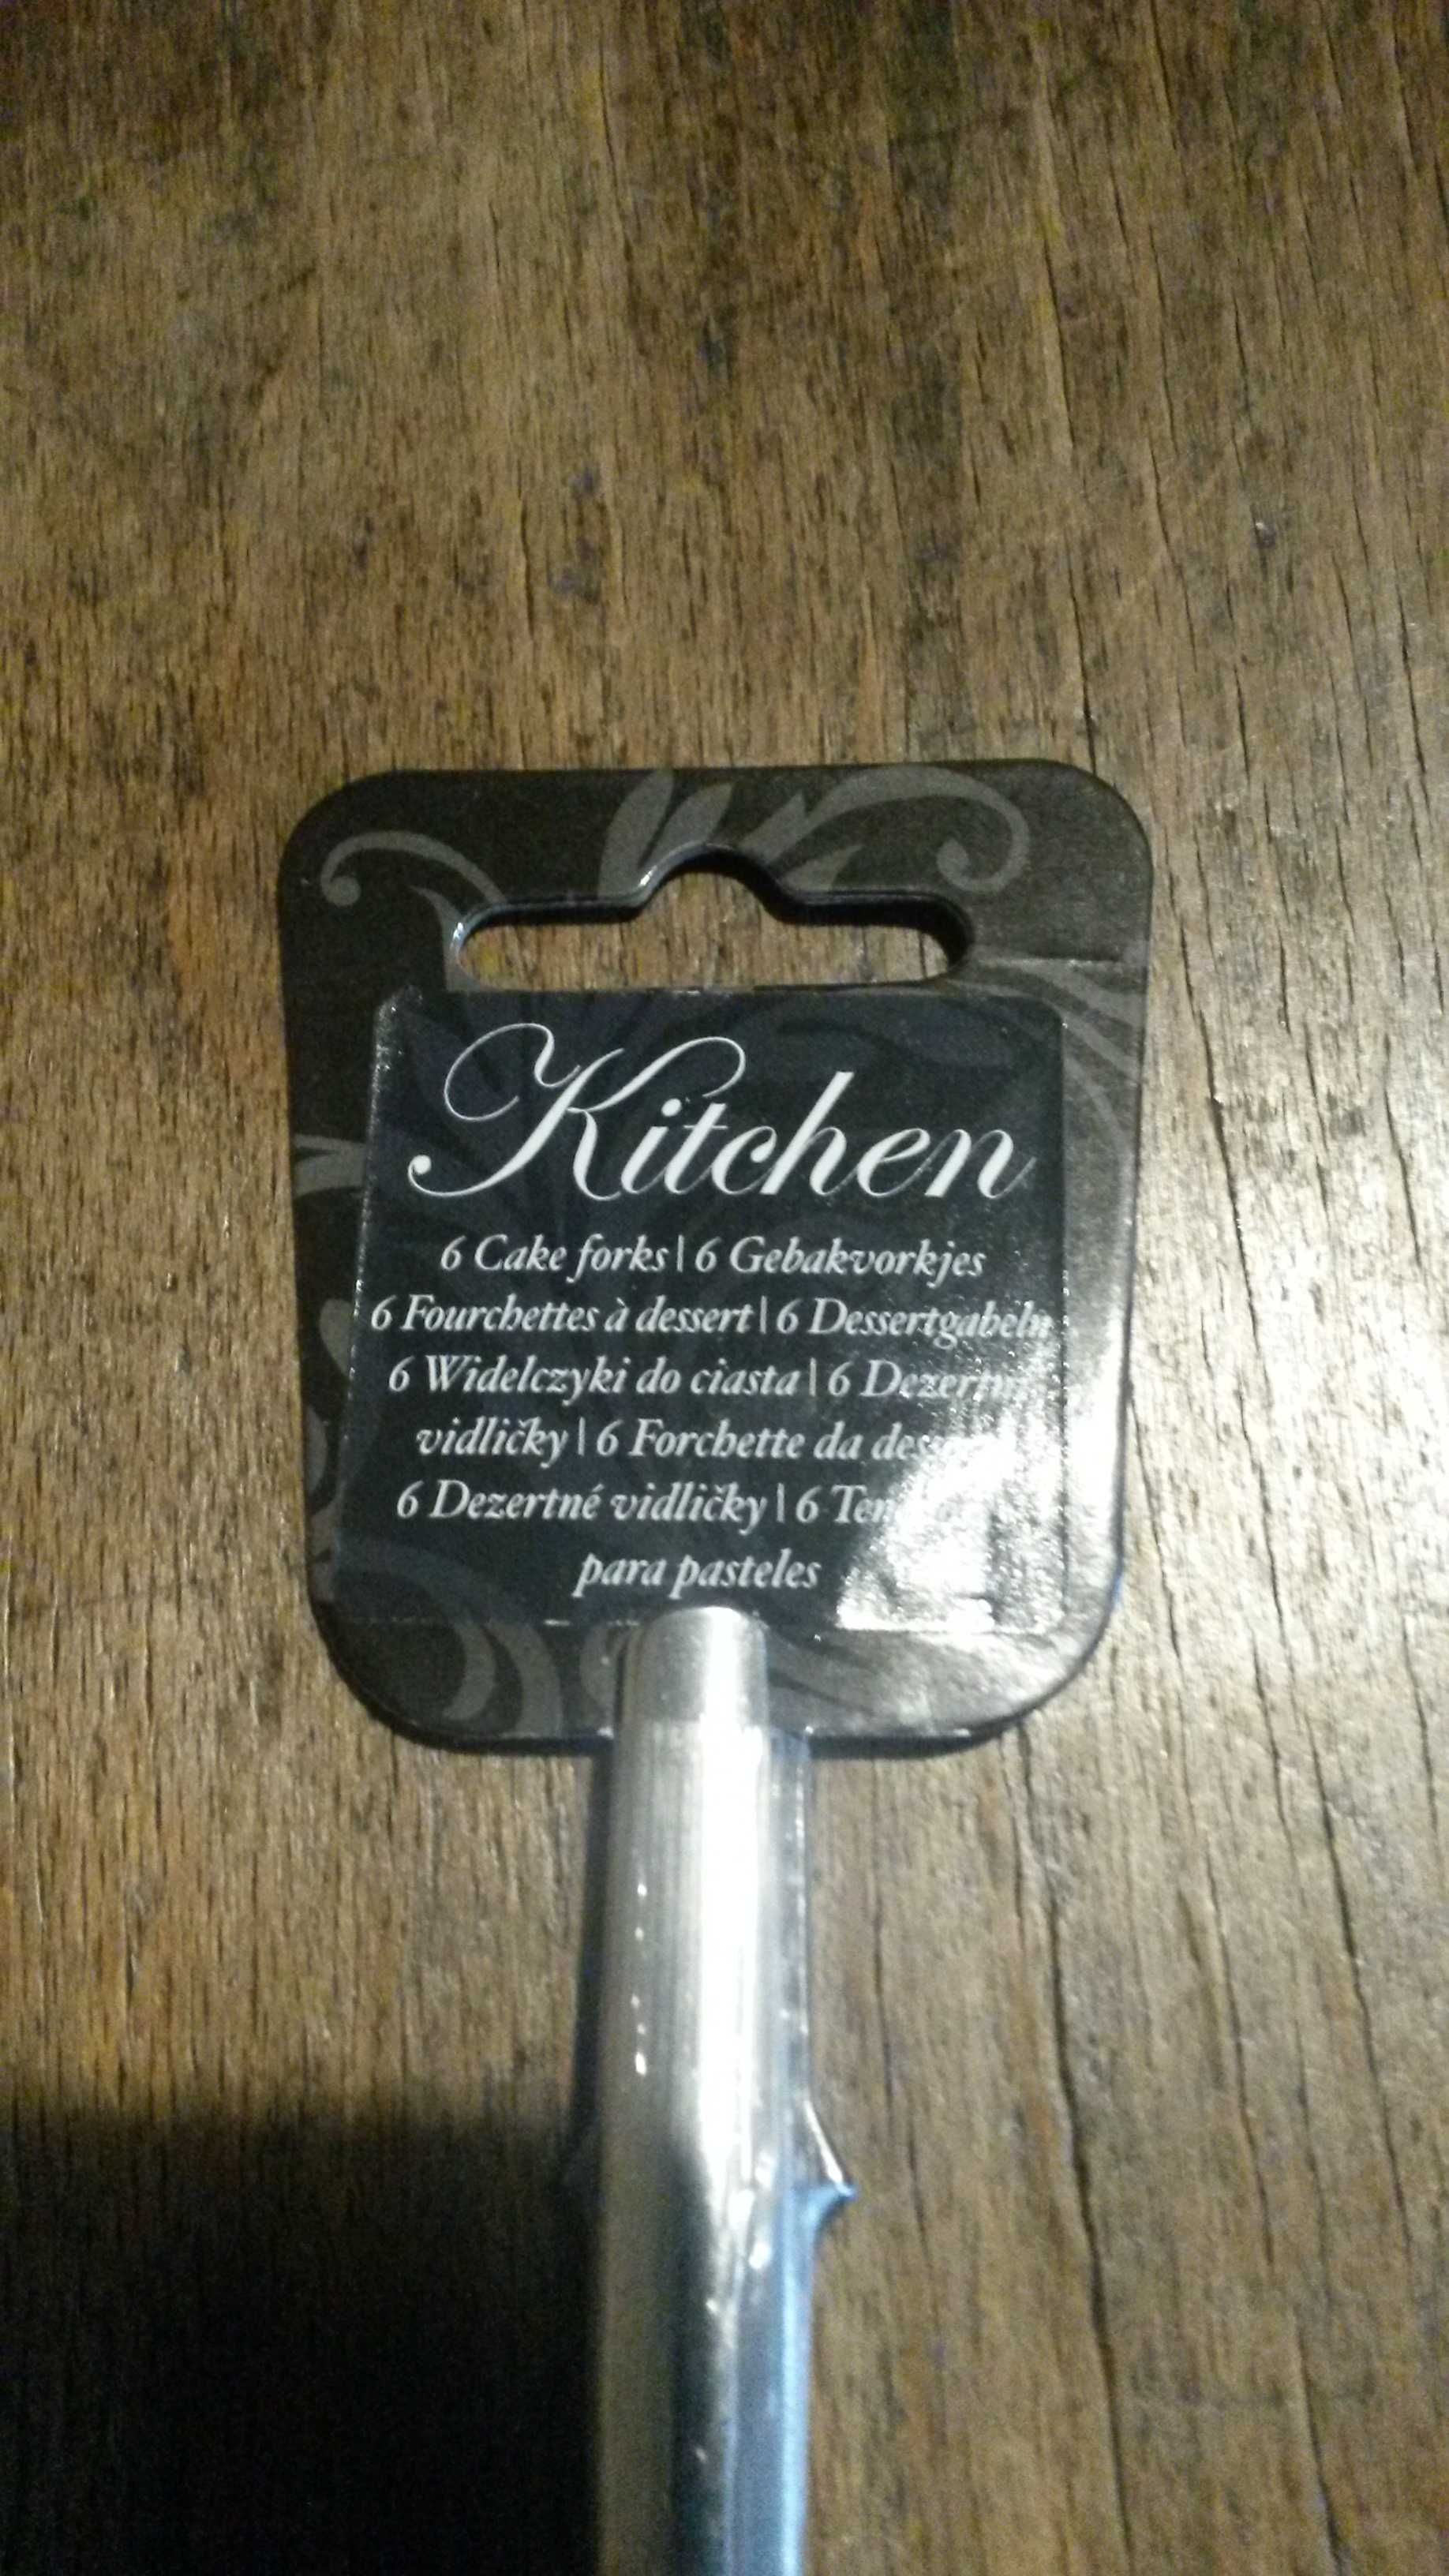 Kitchen
6 Cake forks | 6 Gebakvorkjes
6 Fourchettes à dessert | 6 Dessertgabeln
6 Widelczyki do ciasta | 6
vidličky | 6 Forchette da
6 Dezertné vidličky | 6
para pasteles